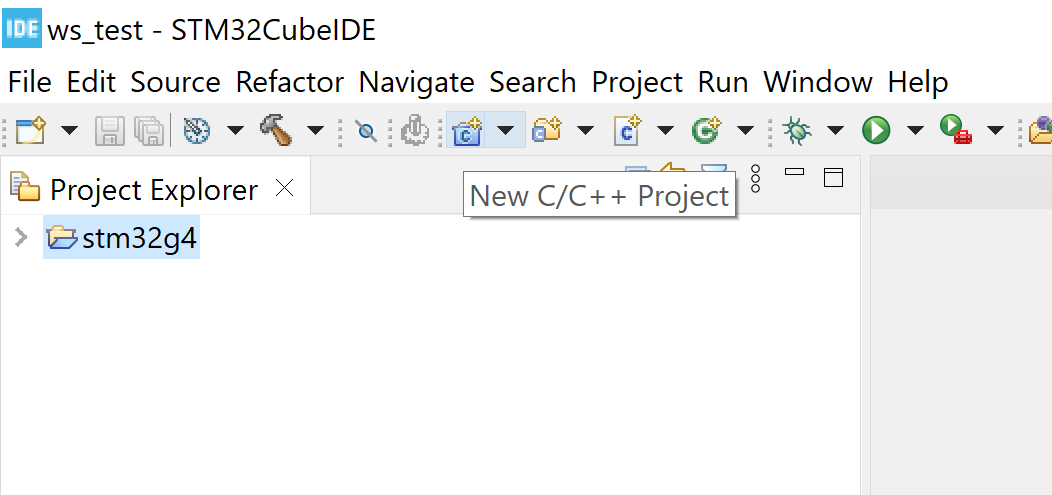 IDE ws_test - STM32CubeIDE
File Edit Source Refactor Navigate Search Project Run Window Help
Project Explorer
New C/C++ Project
stm32g4